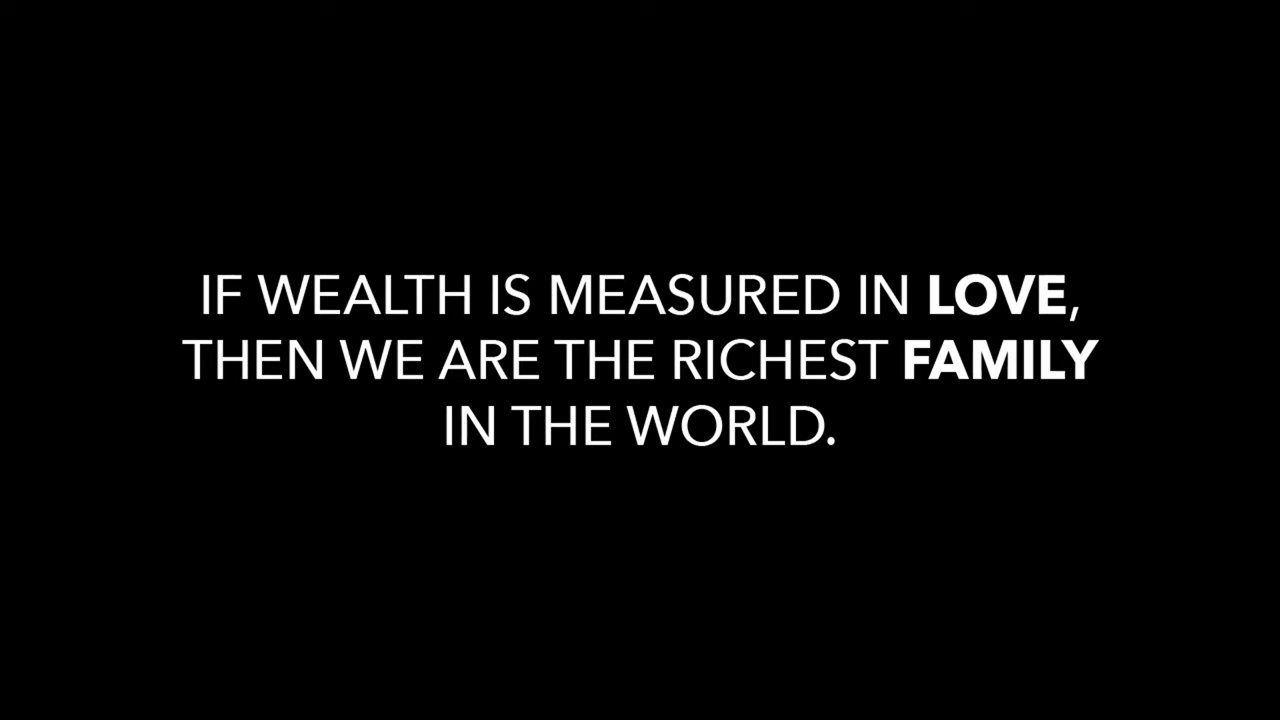 IF WEALTH IS MEASURED IN LOVE,
THEN WE ARE THE RICHEST FAMILY
IN THE WORLD.